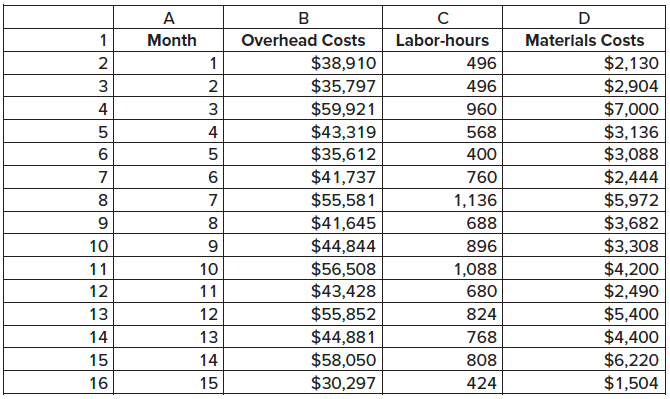 A B C D
1 Month Overhead Costs Labor-hours Materials Costs
2 1 $38,910 496 $2,130
3 2 $35,797 496 $2,904
4 3 $59,921 960 $7,000
5 4 $43,319 568 $3,136
6 5 $35,612 400 $3,088
7 6 $41,737 760 $2,444
8 7 $55,581 1,136 $5,972
9 8 $41,645 688 $3,682
10 9 $44,844 896 $3,308
11 10 $56,508 1,088 $4,200
12 11 $43,428 680 $2,490
13 12 $55,852 824 $5,400
14 13 $44,881 768 $4,400
15 14 $58,050 808 $6,220
16 15 $30,297 424 $1,504